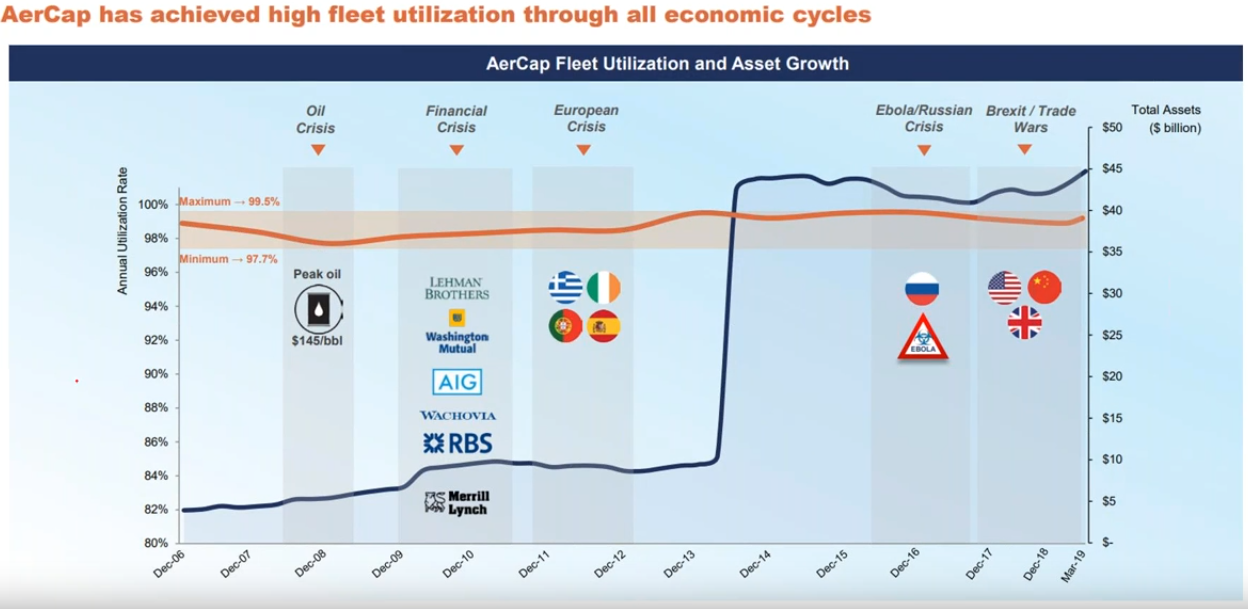 AerCap has achieved high fleet utilization through all economic cycles
AerCap Fleet Utilization and Asset Growth
Oil
Crisis
Financial
Crisis
European
Crisis
Ebola/Russian
Crisis
Brexit / Trade
Wars
Total Assets
($ billion)
Annual Utilization Rate
Maximum → 99.5%
Minimum → 97.7%
100%
98%
96%
94%
92%
90%
88%
86%
84%
82%
80%
$50
$45
$40
$35
$30
$25
$20
$15
$10
$5
$-
Peak oil
$145/bbl
LEHMAN
BROTHERS
Washington
Mutual
AIG
WACHOVIA
RBS
Merrill
Lynch
EBOLA
Dec-06
Dec-07
Dec-08
Dec-09
Dec-10
Dec-11
Dec-12
Dec-13
Dec-14
Dec-15
Dec-16
Dec-17
Dec-18
Mar-19